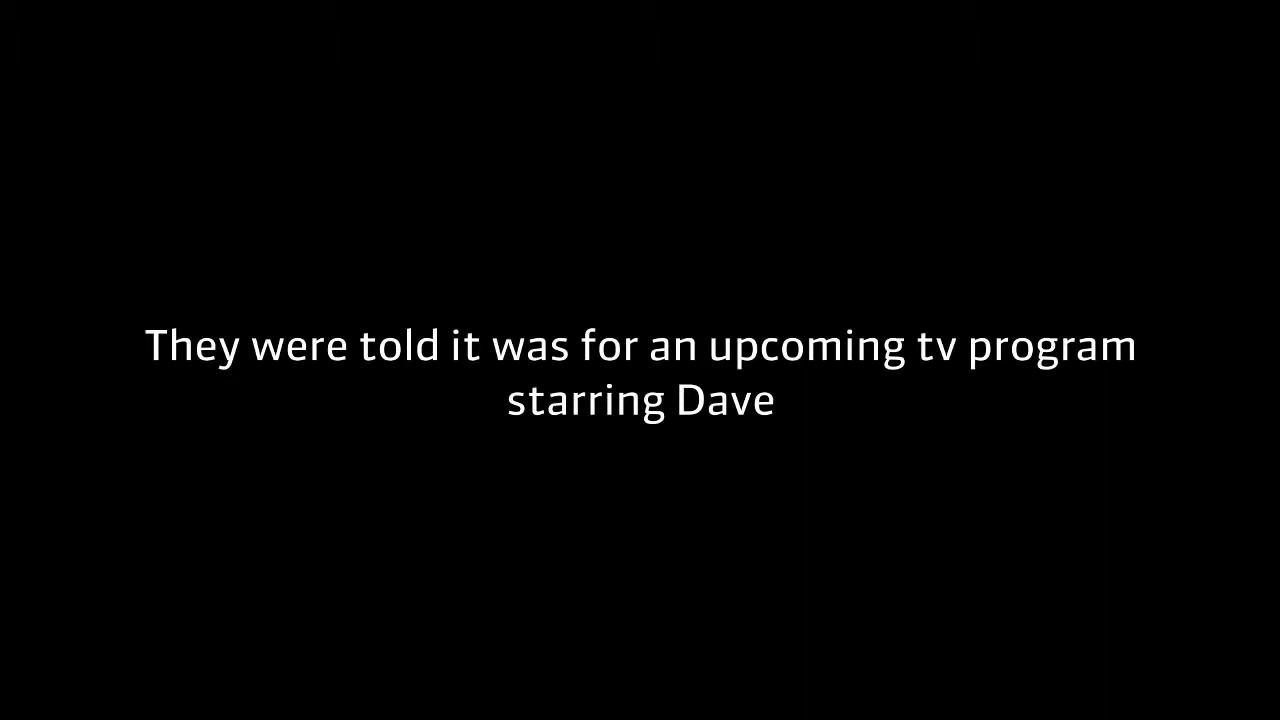 They were told it was for an upcoming tv program
starring Dave